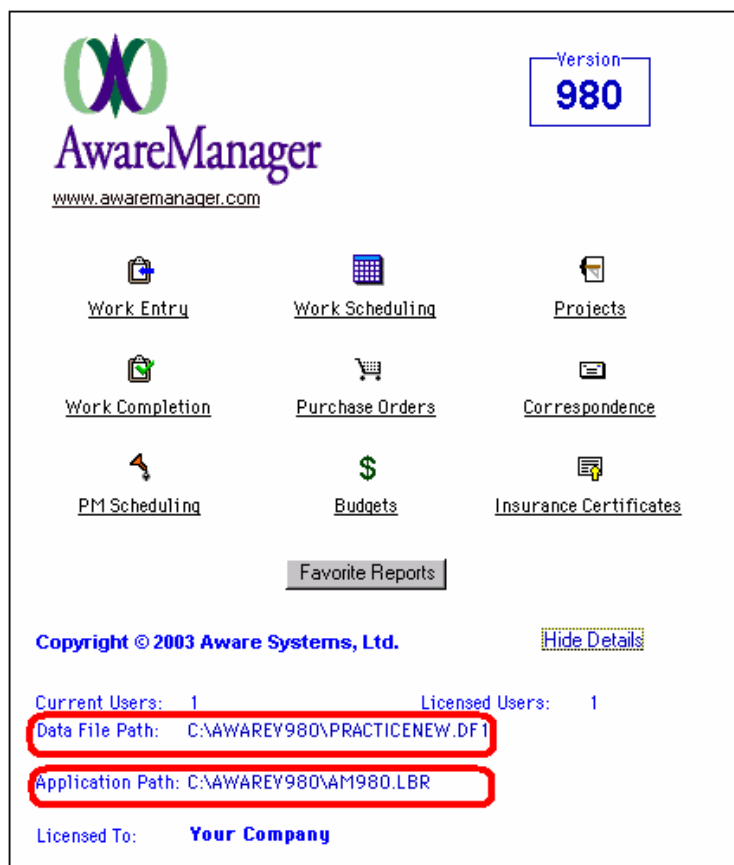 Version
980
AwareManager
www.awaremanager.com
Work Entry Work Scheduling Projects
Work Completion Purchase Orders Correspondence
PM Scheduling Budgets Insurance Certificates
Favorite Reports
Copyright © 2003 Aware Systems, Ltd. Hide Details
Current Users: 1 Licensed Users: 1
Data File Path: C:\AWAREV980\PRACTICENEW.DF1
Application Path: C:\AWAREV980\AM980.LBR
Licensed To: Your Company